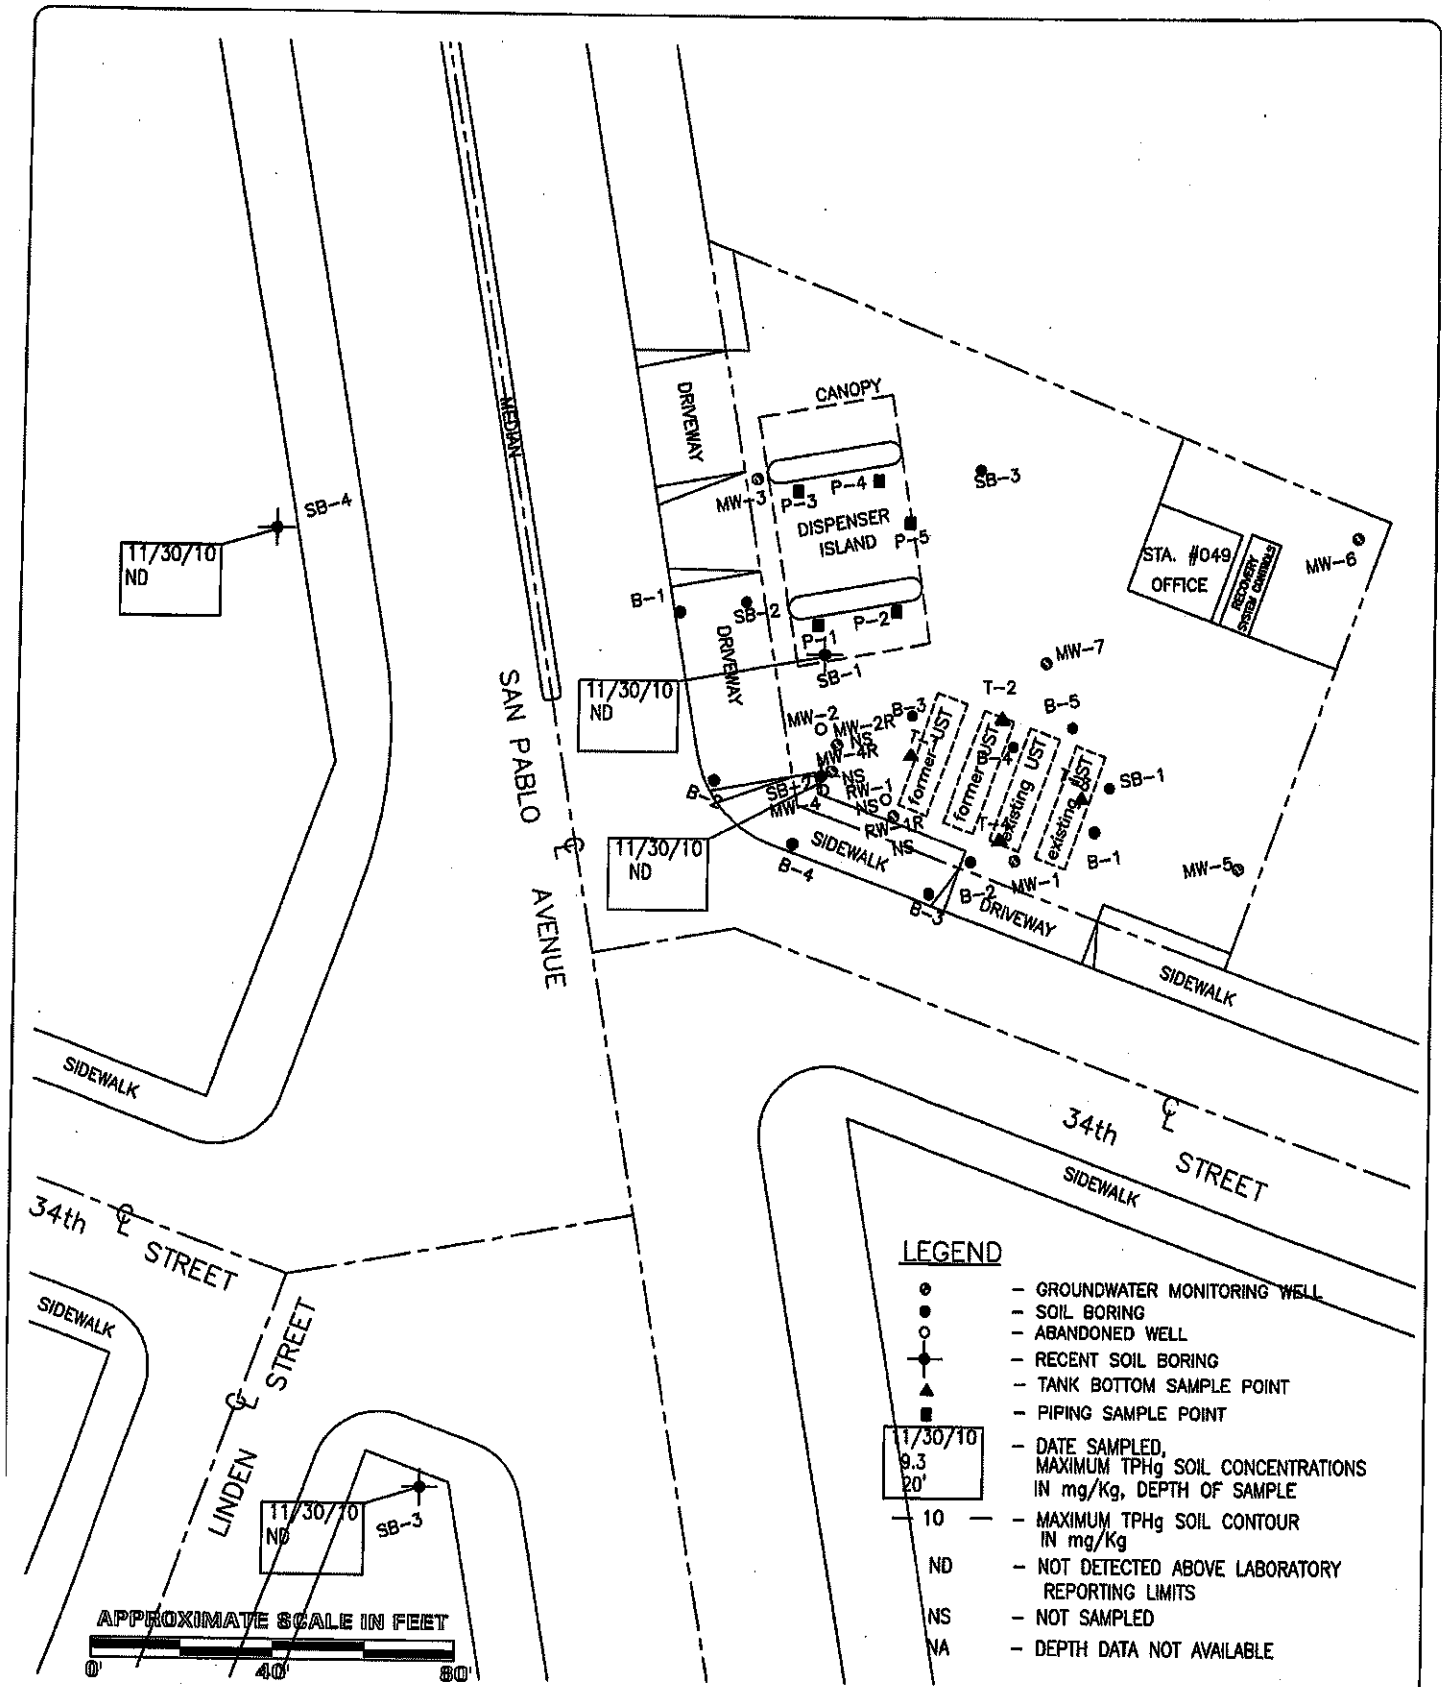 CANOPY
DRIVEWAY
MEDIAN
SB-4
11/30/10
ND
MW-3
P-3
P-4
SB-3
DISPENSER
ISLAND
P-5
STA. #049
OFFICE
RECOVERY
SYSTEM CONTROLS
MW-6
B-1
SB-2
P-1
P-2
DRIVEWAY
SB-1
MW-7
11/30/10
ND
T-2
B-5
MW-2
MW-2R
NS
B-3
former UST
former UST
B-4
existing UST
existing UST
SB-1
MW-4R
NS
B-2
SB-2
MW-4
RW-1
NS
RW-1R
NS
T-4
B-1
SAN PABLO
AVENUE
℄
11/30/10
ND
SIDEWALK
B-4
B-3
B-2
MW-1
MW-5
DRIVEWAY
SIDEWALK
SIDEWALK
34th
℄
STREET
SIDEWALK
34th
℄
STREET
SIDEWALK
LINDEN
℄
STREET
11/30/10
ND
SB-3
LEGEND
- GROUNDWATER MONITORING WELL
- SOIL BORING
- ABANDONED WELL
- RECENT SOIL BORING
- TANK BOTTOM SAMPLE POINT
- PIPING SAMPLE POINT
11/30/10
9.3
20'
- DATE SAMPLED,
MAXIMUM TPHg SOIL CONCENTRATIONS
IN mg/Kg, DEPTH OF SAMPLE
10 - MAXIMUM TPHg SOIL CONTOUR
IN mg/Kg
ND - NOT DETECTED ABOVE LABORATORY
REPORTING LIMITS
NS - NOT SAMPLED
NA - DEPTH DATA NOT AVAILABLE
APPROXIMATE SCALE IN FEET
0' 40' 80'